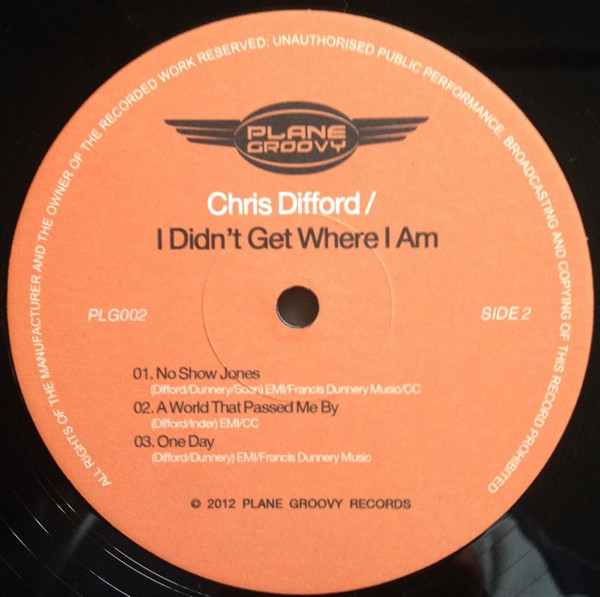 ALL RIGHTS OF THE MANUFACTURER AND THE OWNER OF THE RECORDED WORK RESERVED; UNAUTHORISED PUBLIC PERFORMANCE, BROADCASTING AND COPYING OF THIS RECORD PROHIBITED
PLANE
GROOVY
Chris Difford /
I Didn't Get Where I Am
PLG002
SIDE 2
01. No Show Jones
(Difford/Dunnery/Soen) EMI/Francis Dunnery Music/CC
02. A World That Passed Me By
(Difford/Inder) EMI/CC
03. One Day
(Difford/Dunnery) EMI/Francis Dunnery Music
© 2012 PLANE GROOVY RECORDS